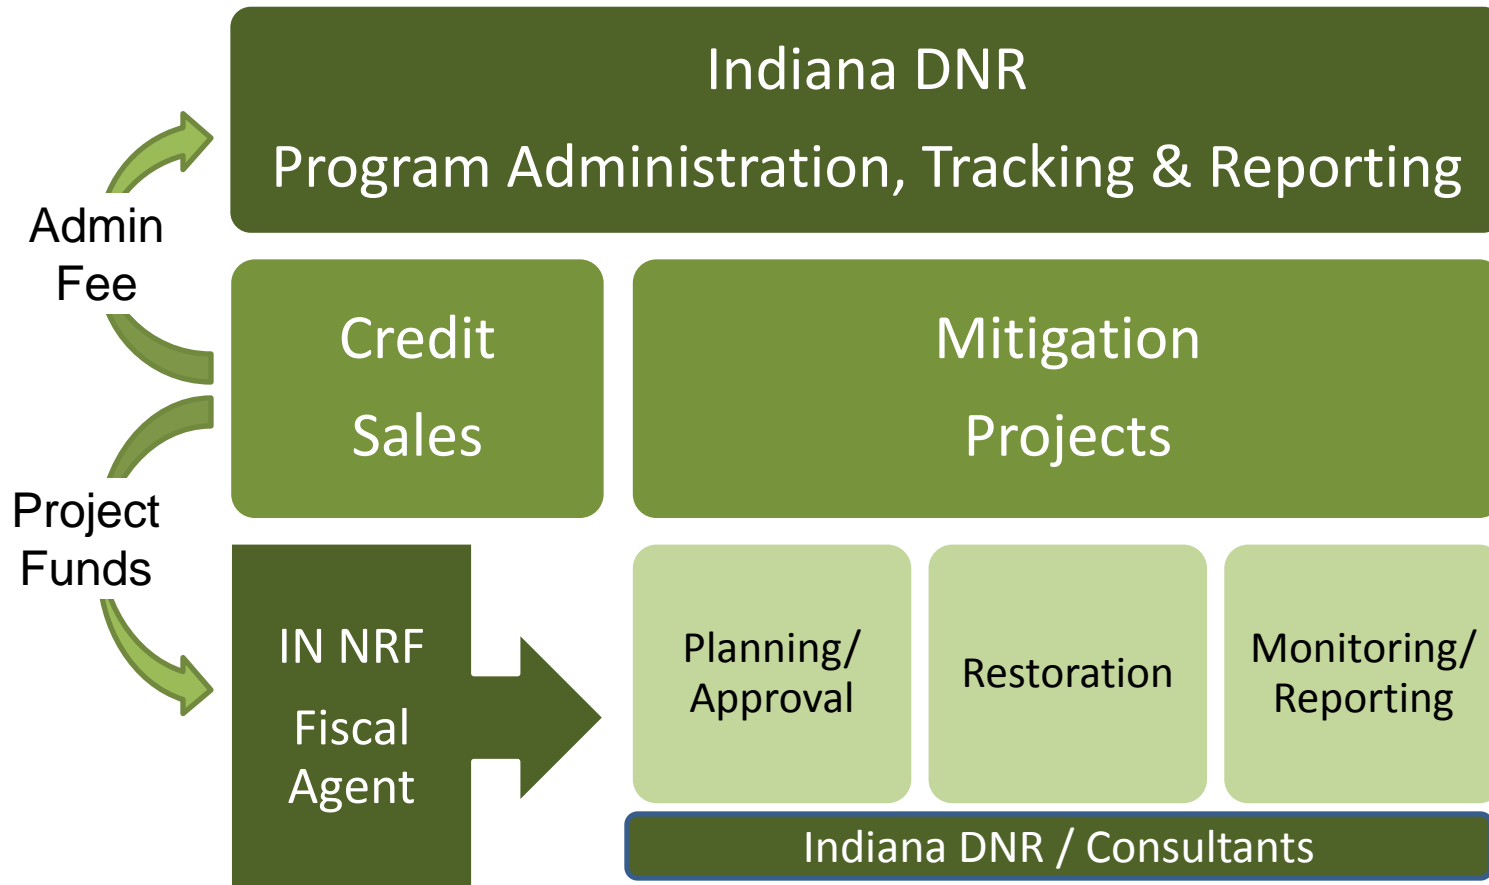 Indiana DNR
Program Administration, Tracking & Reporting
Admin
Fee
Credit
Sales
Mitigation
Projects
Project
Funds
IN NRF
Fiscal
Agent
Planning/
Approval
Restoration
Monitoring/
Reporting
Indiana DNR / Consultants